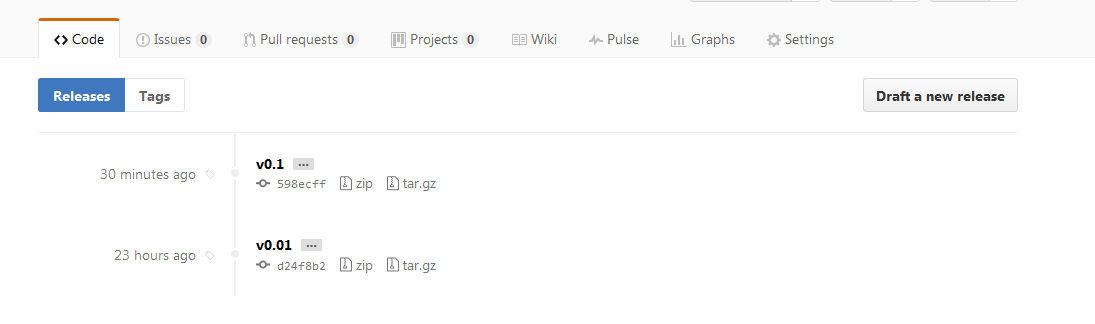 Code Issues 0 Pull requests 0 Projects 0 Wiki Pulse Graphs Settings
Releases Tags Draft a new release
v0.1 ...
30 minutes ago
598ecff zip tar.gz
v0.01 ...
23 hours ago
d24f8b2 zip tar.gz